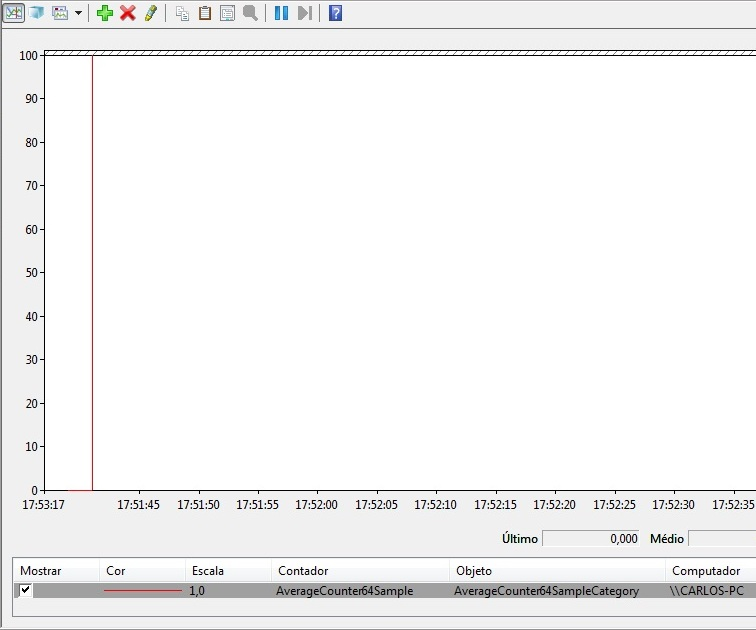 100
90
80
70
60
50
40
30
20
10
0
17:53:17 17:51:45 17:51:50 17:51:55 17:52:00 17:52:05 17:52:10 17:52:15 17:52:20 17:52:25 17:52:30 17:52:35
Último 0,000 Médio
Mostrar Cor Escala Contador Objeto Computador
1,0 AverageCounter64Sample AverageCounter64SampleCategory \\CARLOS-PC